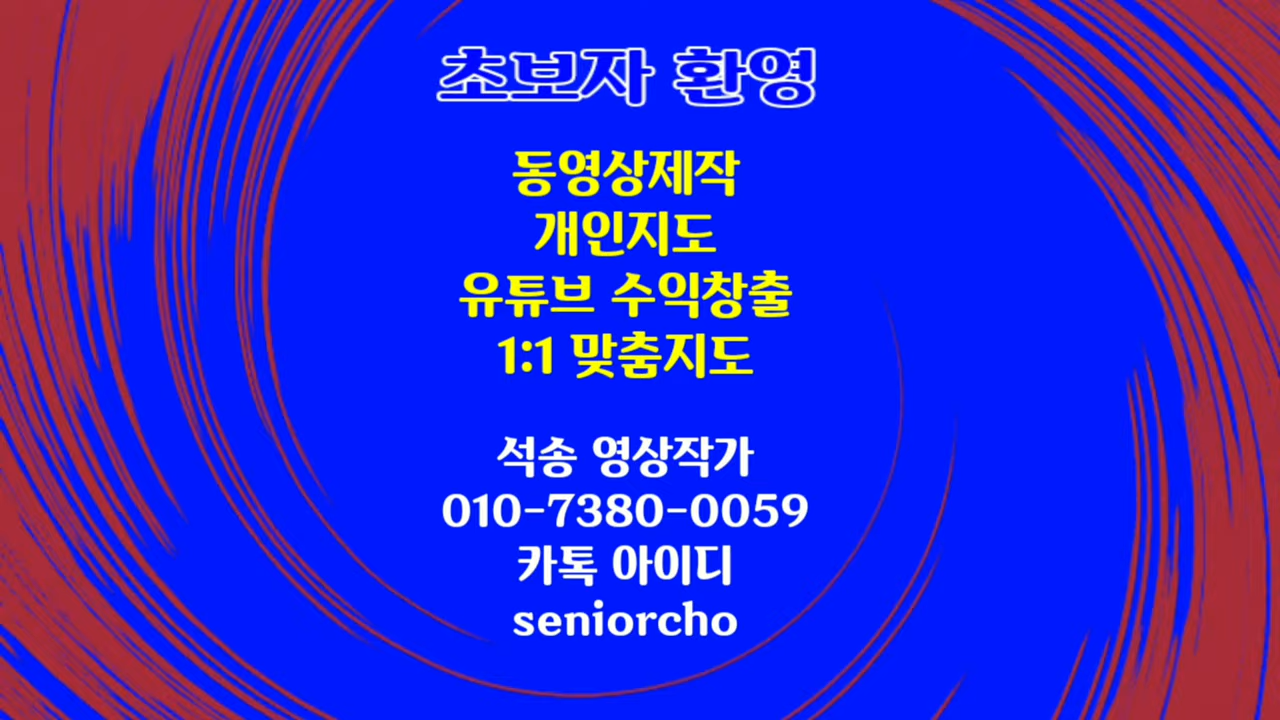 초보자 환영
동영상제작
개인지도
유튜브 수익창출
1:1 맞춤지도
석송 영상작가
010-7380-0059
카톡 아이디
seniorcho